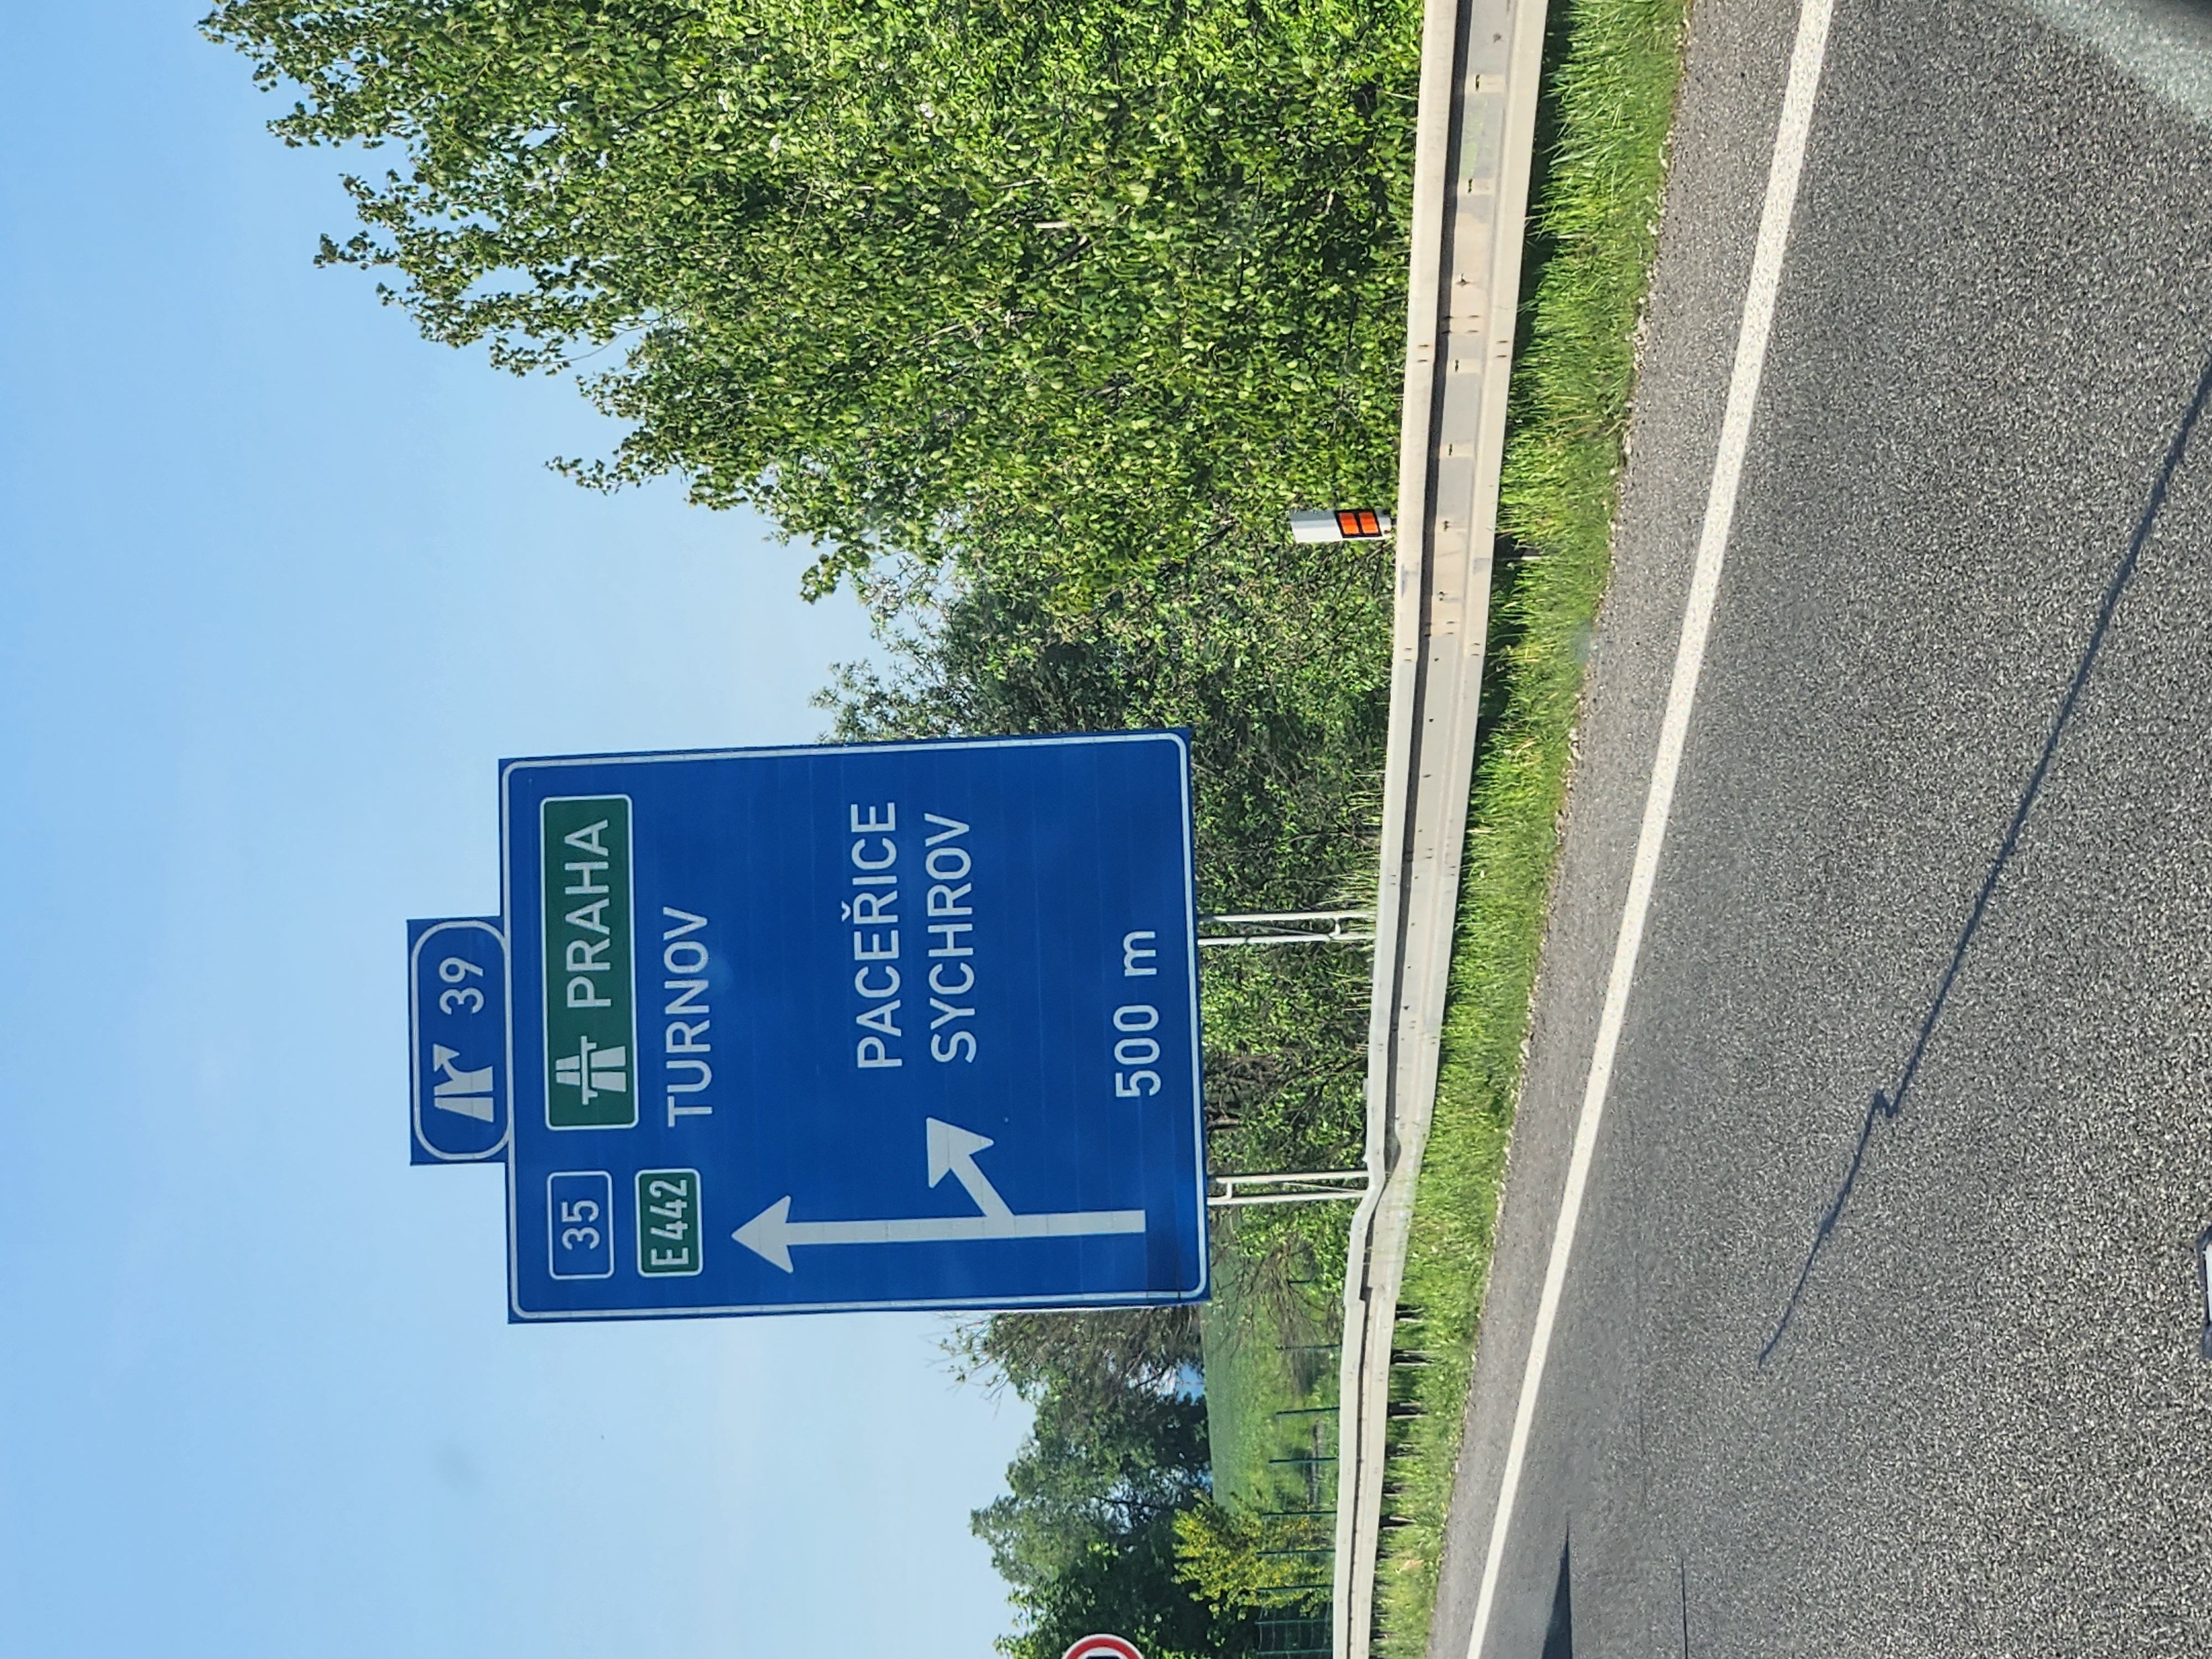 39
35
PRAHA
E442
TURNOV
PACEŘICE
SYCHROV
500 m